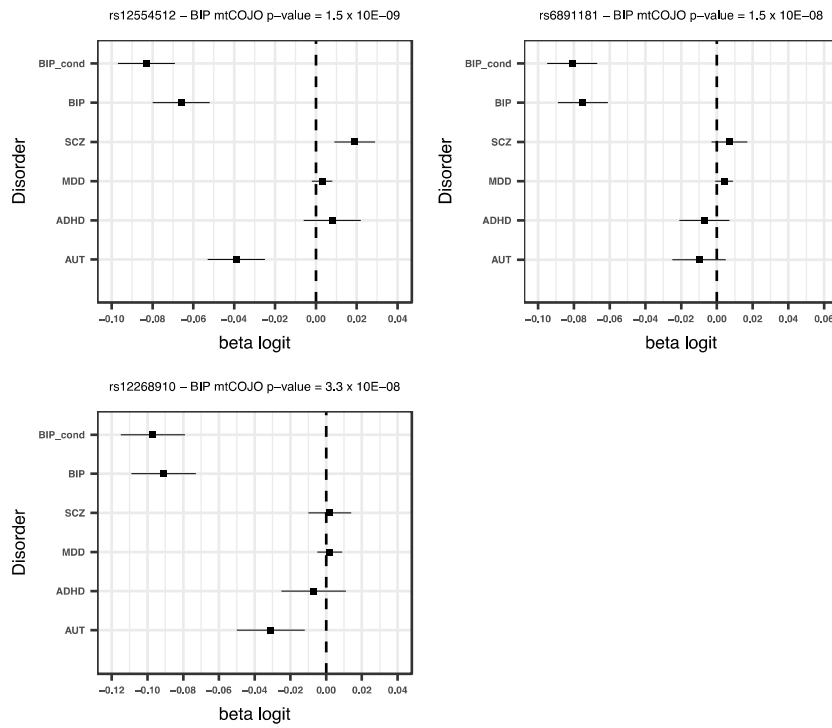 rs12554512 – BIP mtCOJO p–value = 1.5 x 10E–09
BIP_cond
BIP
SCZ
MDD
ADHD
AUT
Disorder
−0.10 −0.08 −0.06 −0.04 −0.02 0.00 0.02 0.04
beta logit
rs6891181 – BIP mtCOJO p–value = 1.5 x 10E–08
BIP_cond
BIP
SCZ
MDD
ADHD
AUT
Disorder
−0.10 −0.08 −0.06 −0.04 −0.02 0.00 0.02 0.04 0.06
beta logit
rs12268910 – BIP mtCOJO p–value = 3.3 x 10E–08
BIP_cond
BIP
SCZ
MDD
ADHD
AUT
Disorder
−0.12 −0.10 −0.08 −0.06 −0.04 −0.02 0.00 0.02 0.04
beta logit